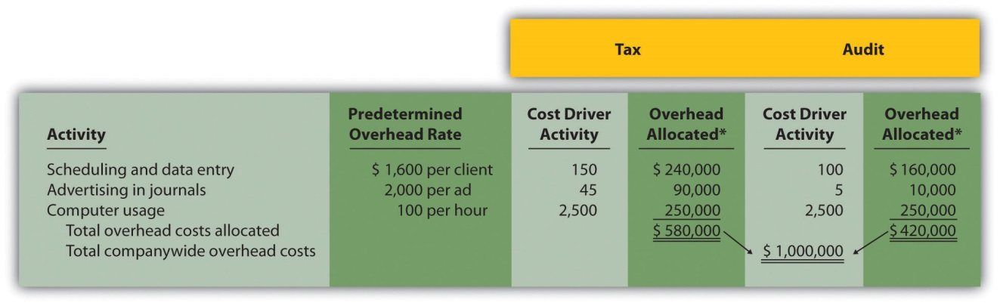 Tax Audit
Predetermined Cost Driver Overhead Cost Driver Overhead
Activity Overhead Rate Activity Allocated* Activity Allocated*
Scheduling and data entry $ 1,600 per client 150 $ 240,000 100 $ 160,000
Advertising in journals 2,000 per ad 45 90,000 5 10,000
Computer usage 100 per hour 2,500 250,000 2,500 250,000
Total overhead costs allocated $ 580,000 $ 420,000
Total companywide overhead costs $ 1,000,000